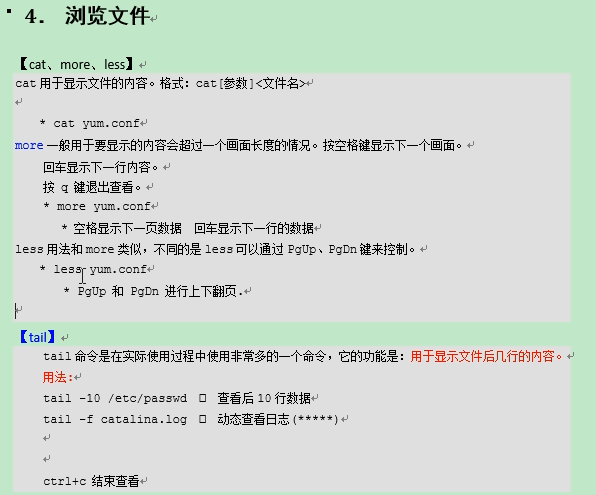 4. 浏览文件
【cat、more、less】
cat 用于显示文件的内容。格式：cat[参数]<文件名>
* cat yum.conf
more 一般用于要显示的内容会超过一个画面长度的情况。按空格键显示下一个画面。
回车显示下一行内容。
按 q 键退出查看。
* more yum.conf
* 空格显示下一页数据 回车显示下一行的数据
less 用法和 more 类似，不同的是 less 可以通过 PgUp、PgDn 键来控制。
* less yum.conf
* PgUp 和 PgDn 进行上下翻页.
【tail】
tail 命令是在实际使用过程中使用非常多的一个命令，它的功能是：用于显示文件后几行的内容。
用法:
tail -10 /etc/passwd 查看后 10 行数据
tail -f catalina.log 动态查看日志(*****)
ctrl+c 结束查看